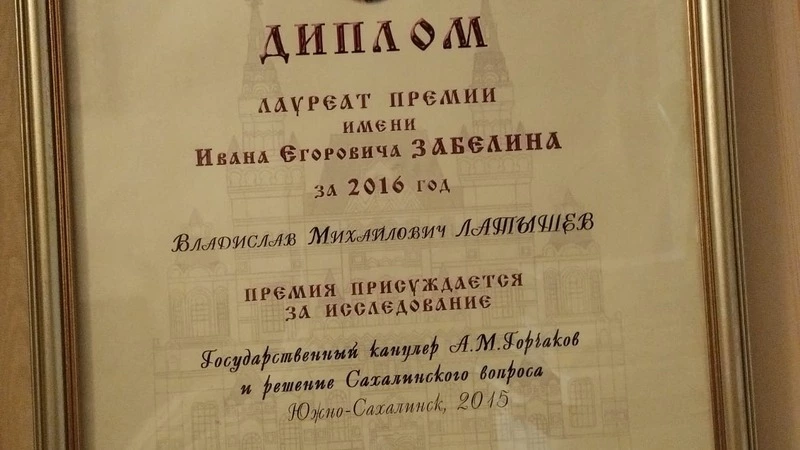 ДИПЛОМ
ЛАУРЕАТ ПРЕМИИ
ИМЕНИ
ИВАНА ЕГОРОВИЧА ЗАБЕЛИНА
ЗА 2016 ГОД
ВЛАДИСЛАВ МИХАЙЛОВИЧ ЛАТЫШЕВ
ПРЕМИЯ ПРИСУЖДАЕТСЯ
ЗА ИССЛЕДОВАНИЕ
Государственный канцлер А.М.Горчаков
и решение Сахалинского вопроса
Южно-Сахалинск, 2015